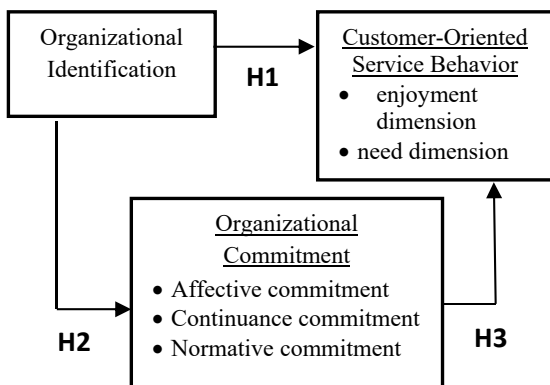 Organizational
Identification
H1
Customer-Oriented
Service Behavior
• enjoyment
dimension
• need dimension
Organizational
Commitment
• Affective commitment
• Continuance commitment
• Normative commitment
H2
H3